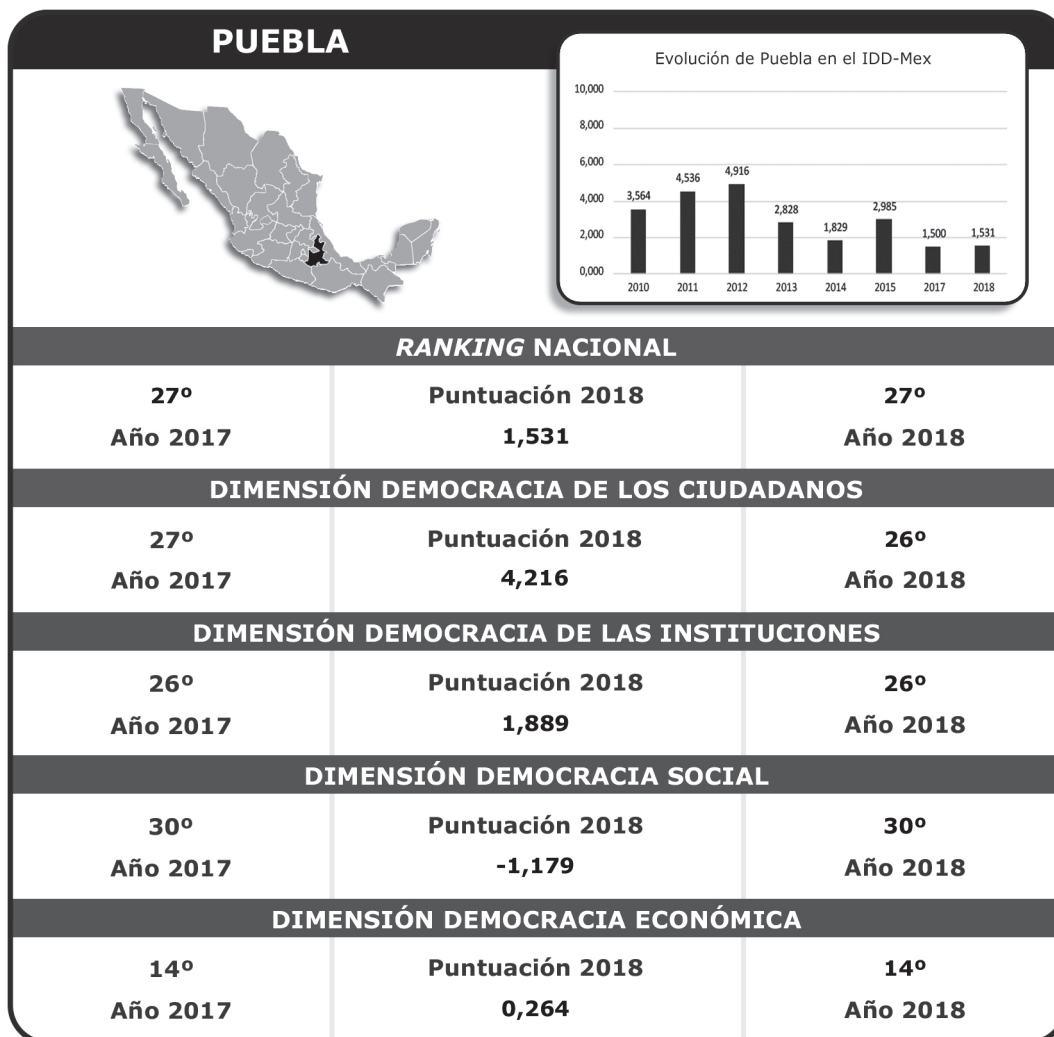 PUEBLA
Evolución de Puebla en el IDD-Mex
10,000
8,000
6,000
4,000
2,000
0,000
3,564
4,536
4,916
2,828
1,829
2,985
1,500
1,531
2010 2011 2012 2013 2014 2015 2017 2018
RANKING NACIONAL
27º Puntuación 2018 27º
Año 2017 1,531 Año 2018
DIMENSIÓN DEMOCRACIA DE LOS CIUDADANOS
27º Puntuación 2018 26º
Año 2017 4,216 Año 2018
DIMENSIÓN DEMOCRACIA DE LAS INSTITUCIONES
26º Puntuación 2018 26º
Año 2017 1,889 Año 2018
DIMENSIÓN DEMOCRACIA SOCIAL
30º Puntuación 2018 30º
Año 2017 -1,179 Año 2018
DIMENSIÓN DEMOCRACIA ECONÓMICA
14º Puntuación 2018 14º
Año 2017 0,264 Año 2018